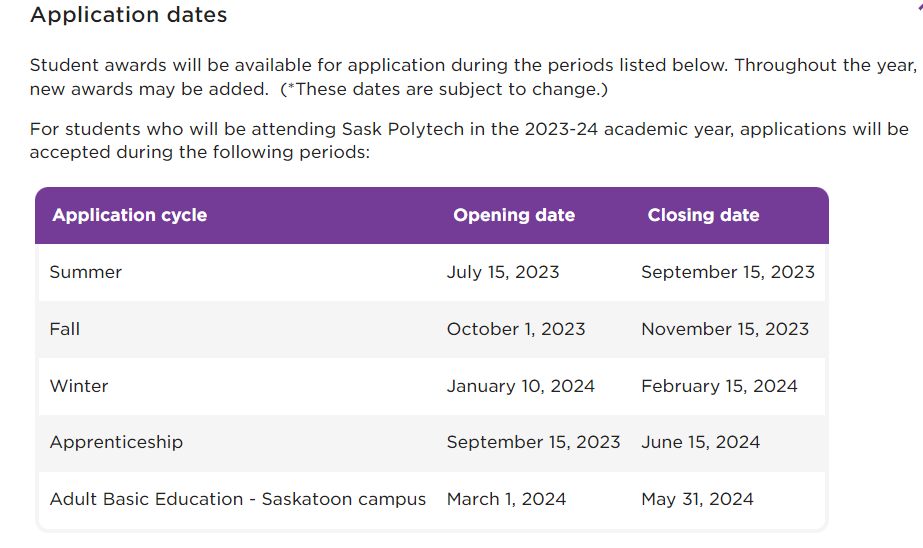 Application dates
Student awards will be available for application during the periods listed below. Throughout the year,
new awards may be added.  (*These dates are subject to change.)
For students who will be attending Sask Polytech in the 2023-24 academic year, applications will be
accepted during the following periods:
Application cycle Opening date Closing date
Summer July 15, 2023 September 15, 2023
Fall October 1, 2023 November 15, 2023
Winter January 10, 2024 February 15, 2024
Apprenticeship September 15, 2023 June 15, 2024
Adult Basic Education - Saskatoon campus March 1, 2024 May 31, 2024